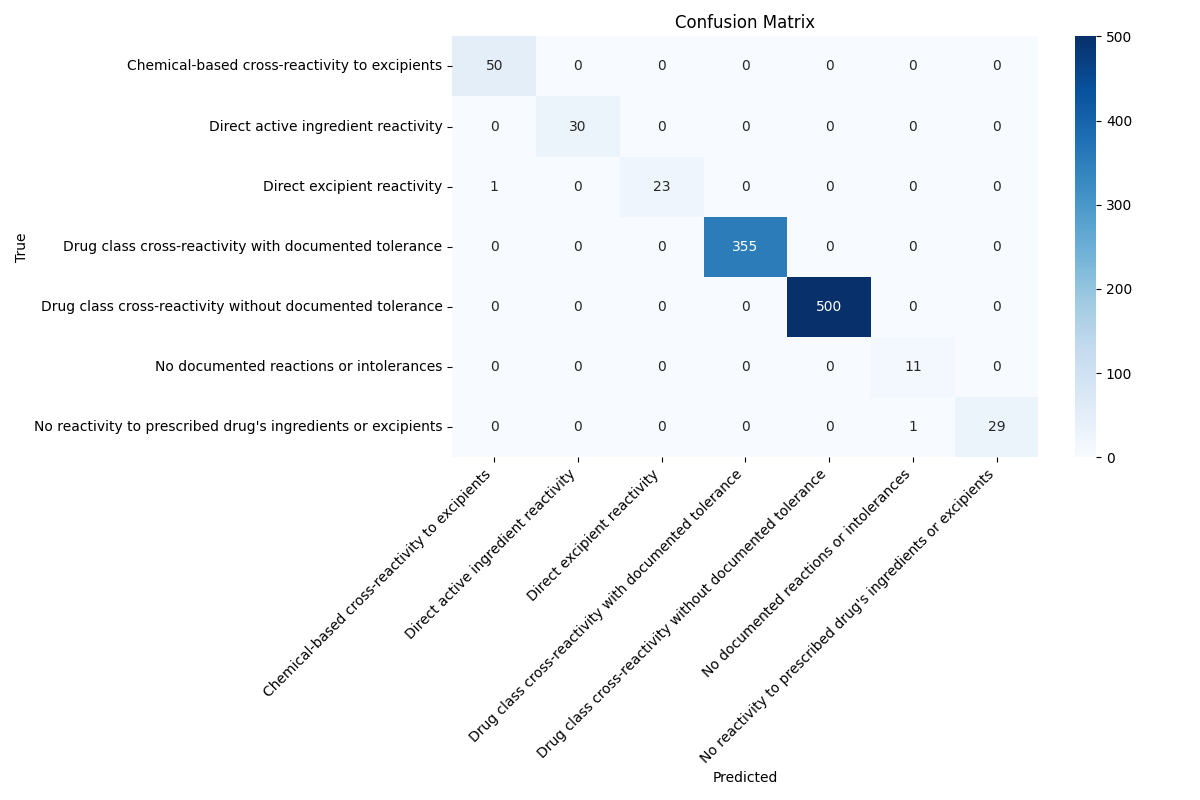 Confusion Matrix
True
Chemical-based cross-reactivity to excipients
50 0 0 0 0 0 0
Direct active ingredient reactivity
0 30 0 0 0 0 0
Direct excipient reactivity
1 0 23 0 0 0 0
Drug class cross-reactivity with documented tolerance
0 0 0 355 0 0 0
Drug class cross-reactivity without documented tolerance
0 0 0 0 500 0 0
No documented reactions or intolerances
0 0 0 0 0 11 0
No reactivity to prescribed drug's ingredients or excipients
0 0 0 0 0 1 29
500
400
300
200
100
0
Chemical-based cross-reactivity to excipients
Direct active ingredient reactivity
Direct excipient reactivity
Drug class cross-reactivity with documented tolerance
Drug class cross-reactivity without documented tolerance
No documented reactions or intolerances
No reactivity to prescribed drug's ingredients or excipients
Predicted